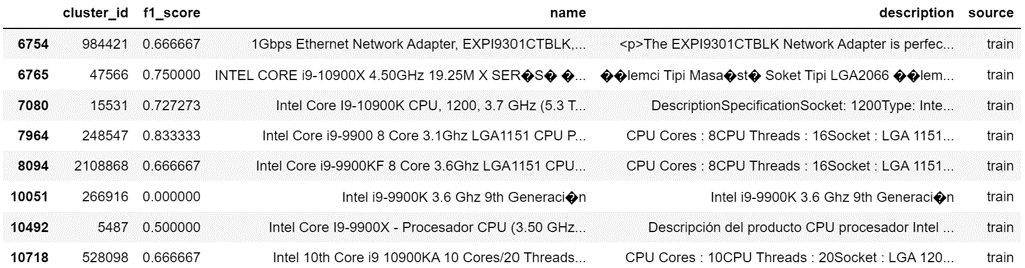 cluster_id f1_score name description source
6754 984421 0.666667 1Gbps Ethernet Network Adapter, EXPI9301CTBLK,... <p>The EXPI9301CTBLK Network Adapter is perfec... train
6765 47566 0.750000 INTEL CORE i9-10900X 4.50GHz 19.25M X SER�S� �... ��lemci Tipi Masa�st� Soket Tipi LGA2066 ��lem... train
7080 15531 0.727273 Intel Core I9-10900K CPU, 1200, 3.7 GHz (5.3 T... DescriptionSpecificationSocket: 1200Type: Inte... train
7964 248547 0.833333 Intel Core i9-9900 8 Core 3.1Ghz LGA1151 CPU P... CPU Cores : 8CPU Threads : 16Socket : LGA 1151... train
8094 2108868 0.666667 Intel Core i9-9900KF 8 Core 3.6Ghz LGA1151 CPU... CPU Cores : 8CPU Threads : 16Socket : LGA 1151... train
10051 266916 0.000000 Intel i9-9900K 3.6 Ghz 9th Generaci�n Intel i9-9900K 3.6 Ghz 9th Generaci�n train
10492 5487 0.500000 Intel Core I9-9900X - Procesador CPU (3.50 GHz... Descripción del producto CPU procesador Intel ... train
10718 528098 0.666667 Intel 10th Core i9 10900KA 10 Cores/20 Threads... CPU Cores : 10CPU Threads : 20Socket : LGA 120... train